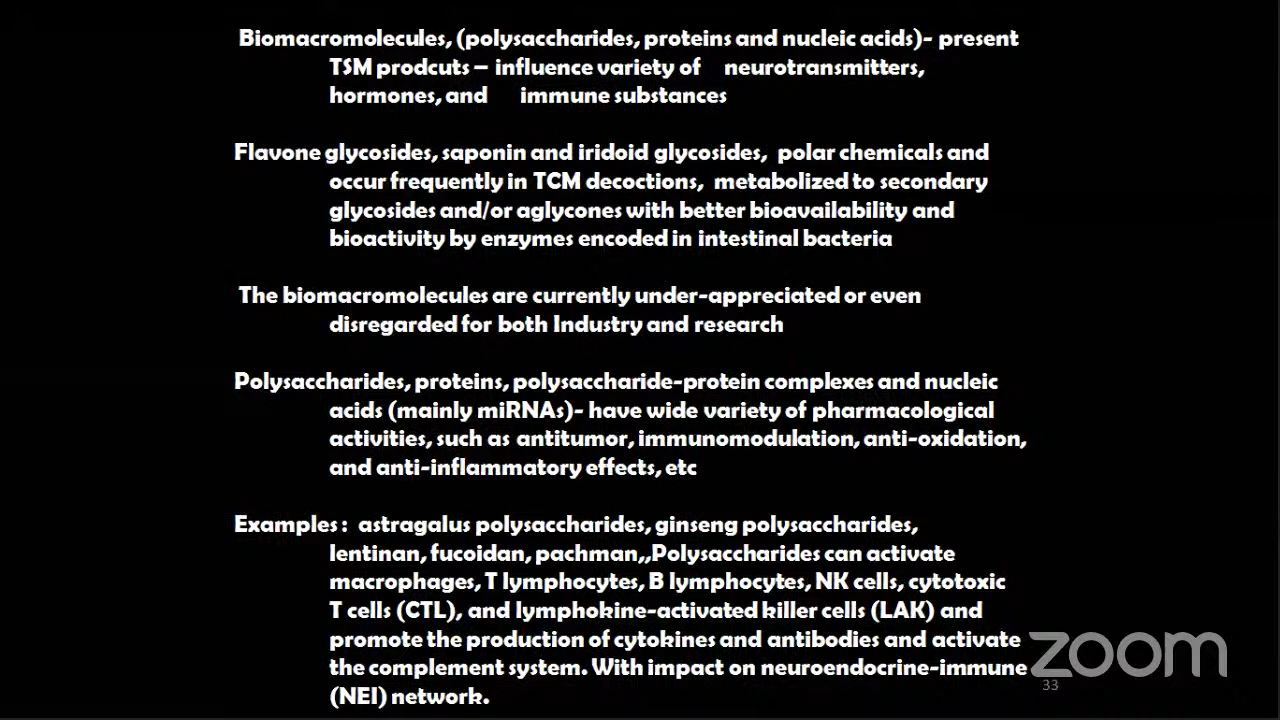 Biomacromolecules, (polysaccharides, proteins and nucleic acids)- present
TSM prodcuts – influence variety of neurotransmitters,
hormones, and immune substances
Flavone glycosides, saponin and iridoid glycosides, polar chemicals and
occur frequently in TCM decoctions, metabolized to secondary
glycosides and/or aglycones with better bioavailability and
bioactivity by enzymes encoded in intestinal bacteria
The biomacromolecules are currently under-appreciated or even
disregarded for both Industry and research
Polysaccharides, proteins, polysaccharide-protein complexes and nucleic
acids (mainly miRNAs)- have wide variety of pharmacological
activities, such as antitumor, immunomodulation, anti-oxidation,
and anti-inflammatory effects, etc
Examples : astragalus polysaccharides, ginseng polysaccharides,
lentinan, fucoidan, pachman,,Polysaccharides can activate
macrophages, T lymphocytes, B lymphocytes, NK cells, cytotoxic
T cells (CTL), and lymphokine-activated killer cells (LAK) and
promote the production of cytokines and antibodies and activate
the complement system. With impact on neuroendocrine-immune
(NEI) network.
zoom
33